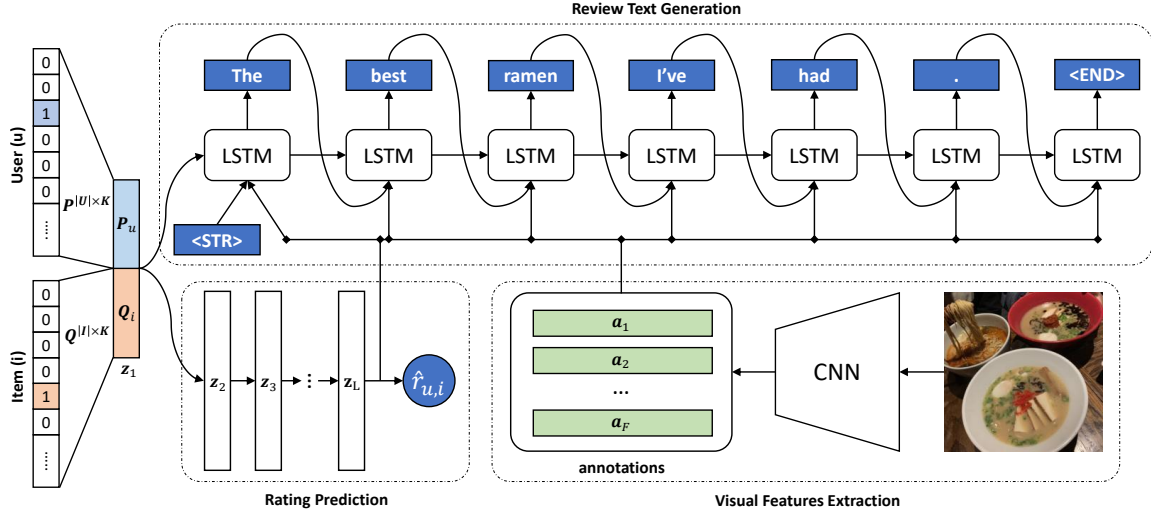 Review Text Generation
The
best
ramen
I've
had
.
<END>
LSTM
LSTM
LSTM
LSTM
LSTM
LSTM
LSTM
<STR>
User (u)
0
0
1
0
0
0
......
P^{|U|×K}
P_u
Item (i)
0
0
0
0
1
0
......
Q^{|I|×K}
Q_i
z_1
z_2
z_3
...
z_L
r̂_{u,i}
Rating Prediction
a_1
a_2
...
a_F
annotations
CNN
Visual Features Extraction